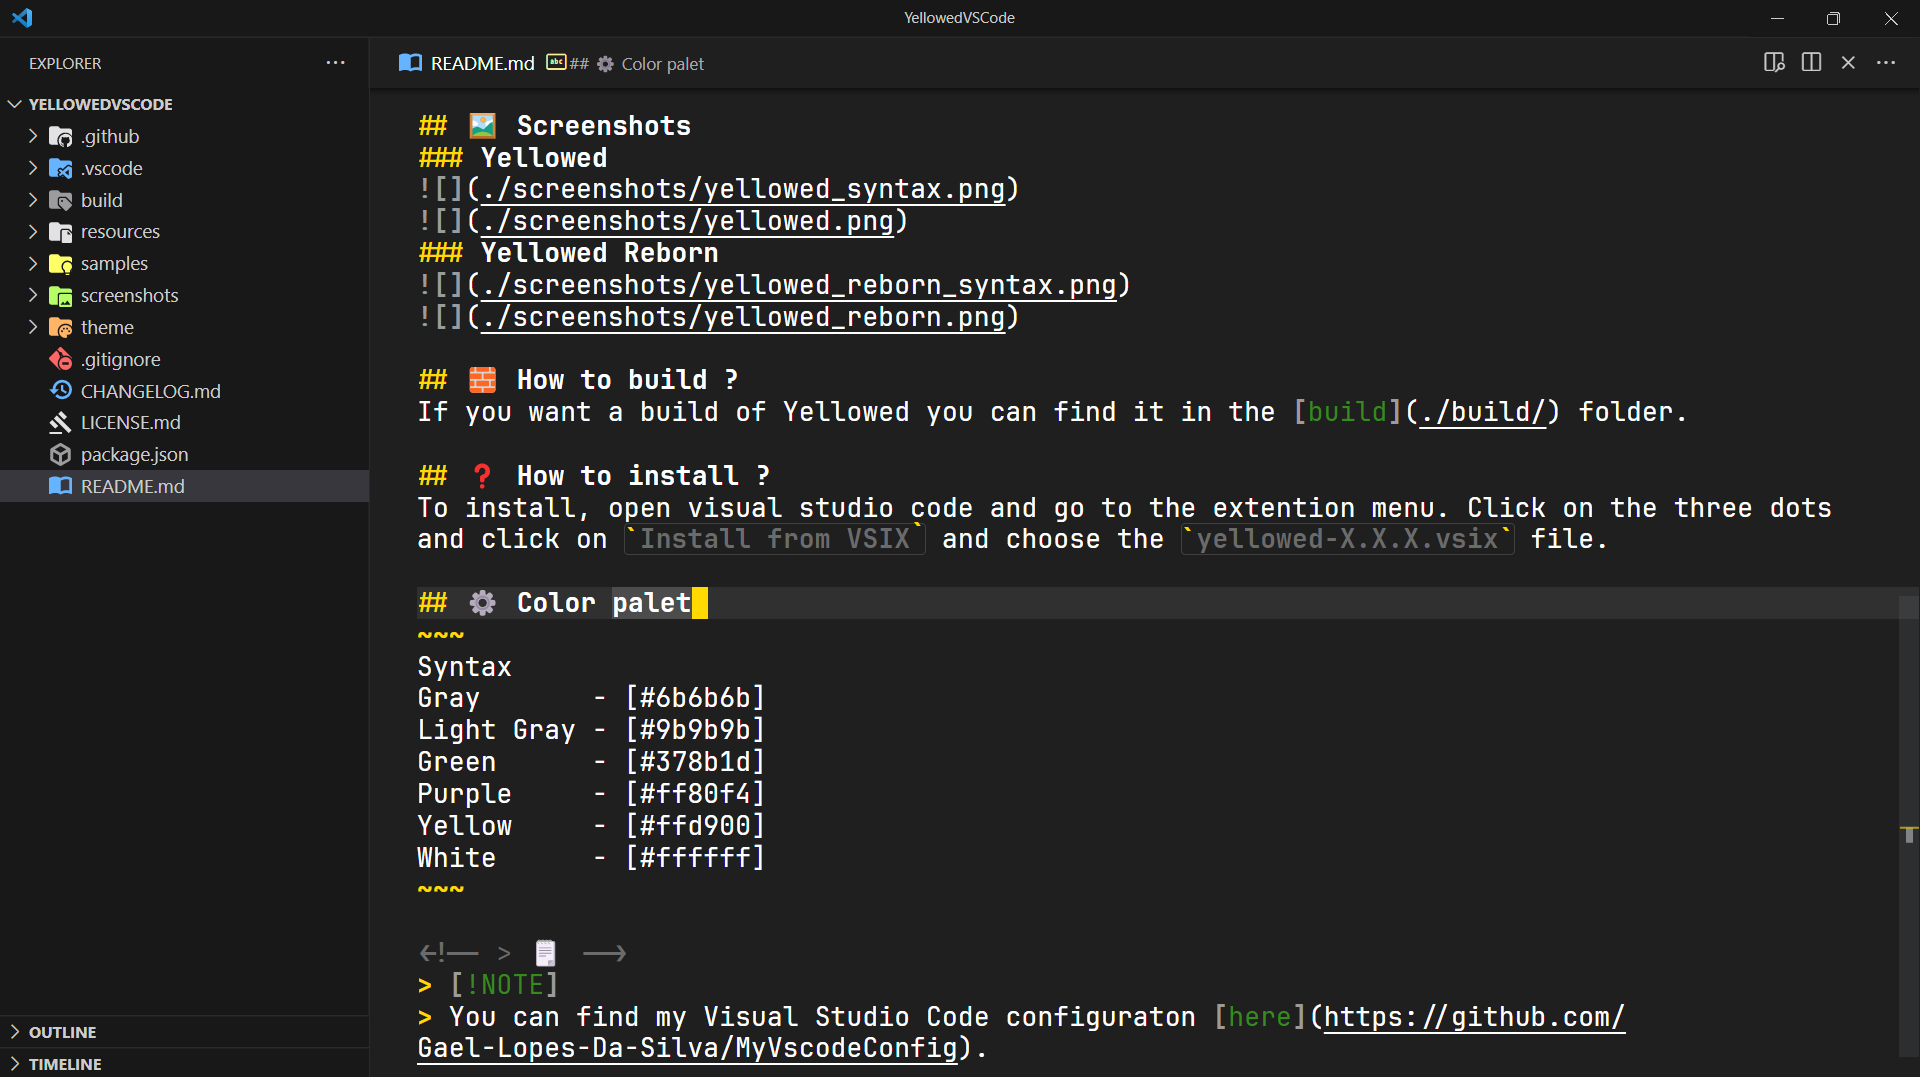 YellowedVSCode
EXPLORER
YELLOWEDVSCODE
.github
.vscode
build
resources
samples
screenshots
theme
.gitignore
CHANGELOG.md
LICENSE.md
package.json
README.md
OUTLINE
TIMELINE
README.md abc ## ⚙ Color palet
## 🖼️ Screenshots
### Yellowed
![](./screenshots/yellowed_syntax.png)
![](./screenshots/yellowed.png)
### Yellowed Reborn
![](./screenshots/yellowed_reborn_syntax.png)
![](./screenshots/yellowed_reborn.png)
## 🧱 How to build ?
If you want a build of Yellowed you can find it in the [build](./build/) folder.
## ❓ How to install ?
To install, open visual studio code and go to the extention menu. Click on the three dots
and click on `Install from VSIX` and choose the `yellowed-X.X.X.vsix` file.
## ⚙️ Color palet
~~~
Syntax
Gray       - [#6b6b6b]
Light Gray - [#9b9b9b]
Green      - [#378b1d]
Purple     - [#ff80f4]
Yellow     - [#ffd900]
White      - [#ffffff]
~~~
<!-- > 🗒️ -->
> [!NOTE]
> You can find my Visual Studio Code configuraton [here](https://github.com/
Gael-Lopes-Da-Silva/MyVscodeConfig).